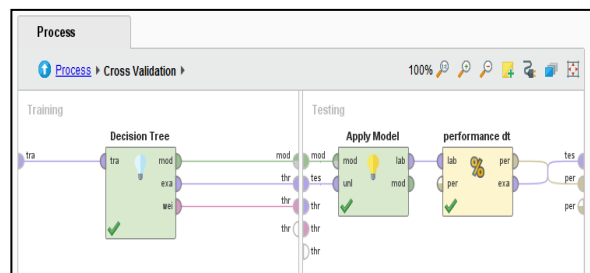 Process
Process ▸ Cross Validation ▸
100%
Training
Testing
Decision Tree
Apply Model
performance dt
tra
tra
mod
exa
wei
mod
thr
thr
thr
mod
tes
thr
thr
thr
mod
unl
lab
mod
lab
per
per
exa
tes
per
per